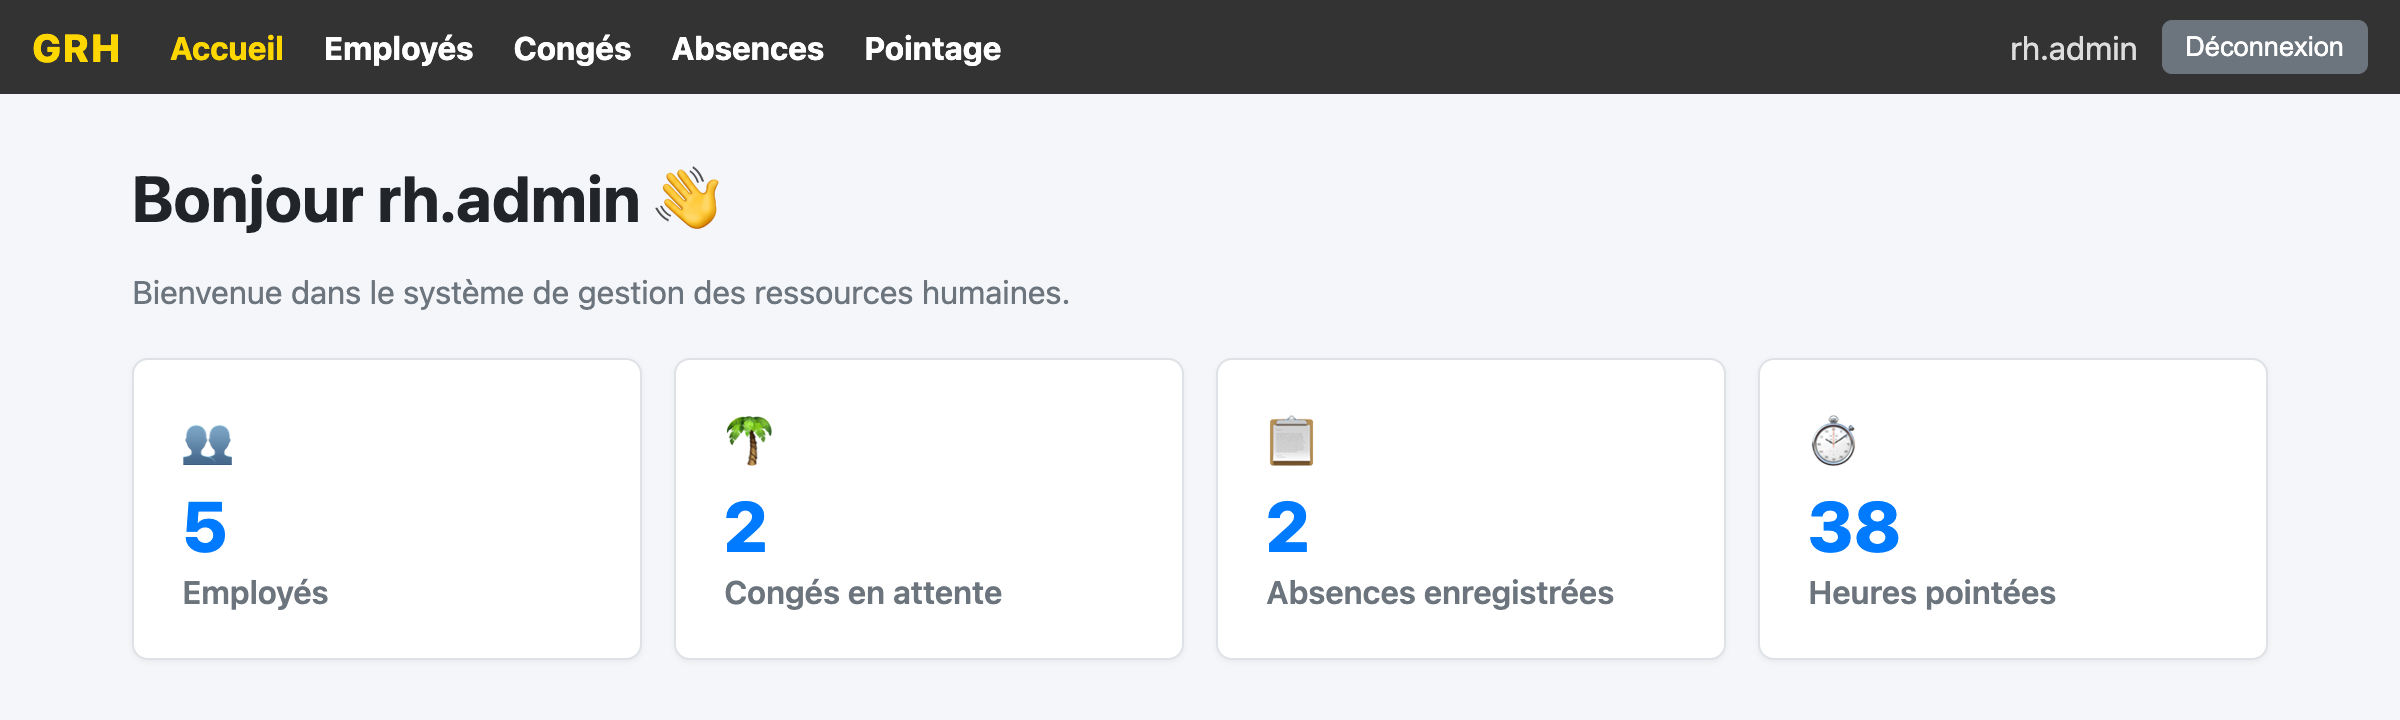 GRH Accueil Employés Congés Absences Pointage rh.admin Déconnexion
Bonjour rh.admin 👋
Bienvenue dans le système de gestion des ressources humaines.
5
Employés
2
Congés en attente
2
Absences enregistrées
38
Heures pointées